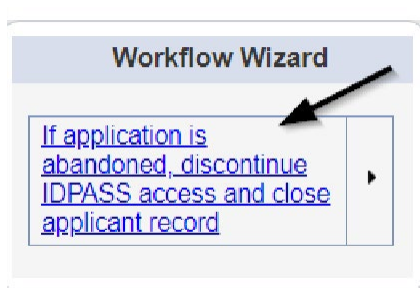 Workflow Wizard
If application is
abandoned, discontinue
IDPASS access and close
applicant record